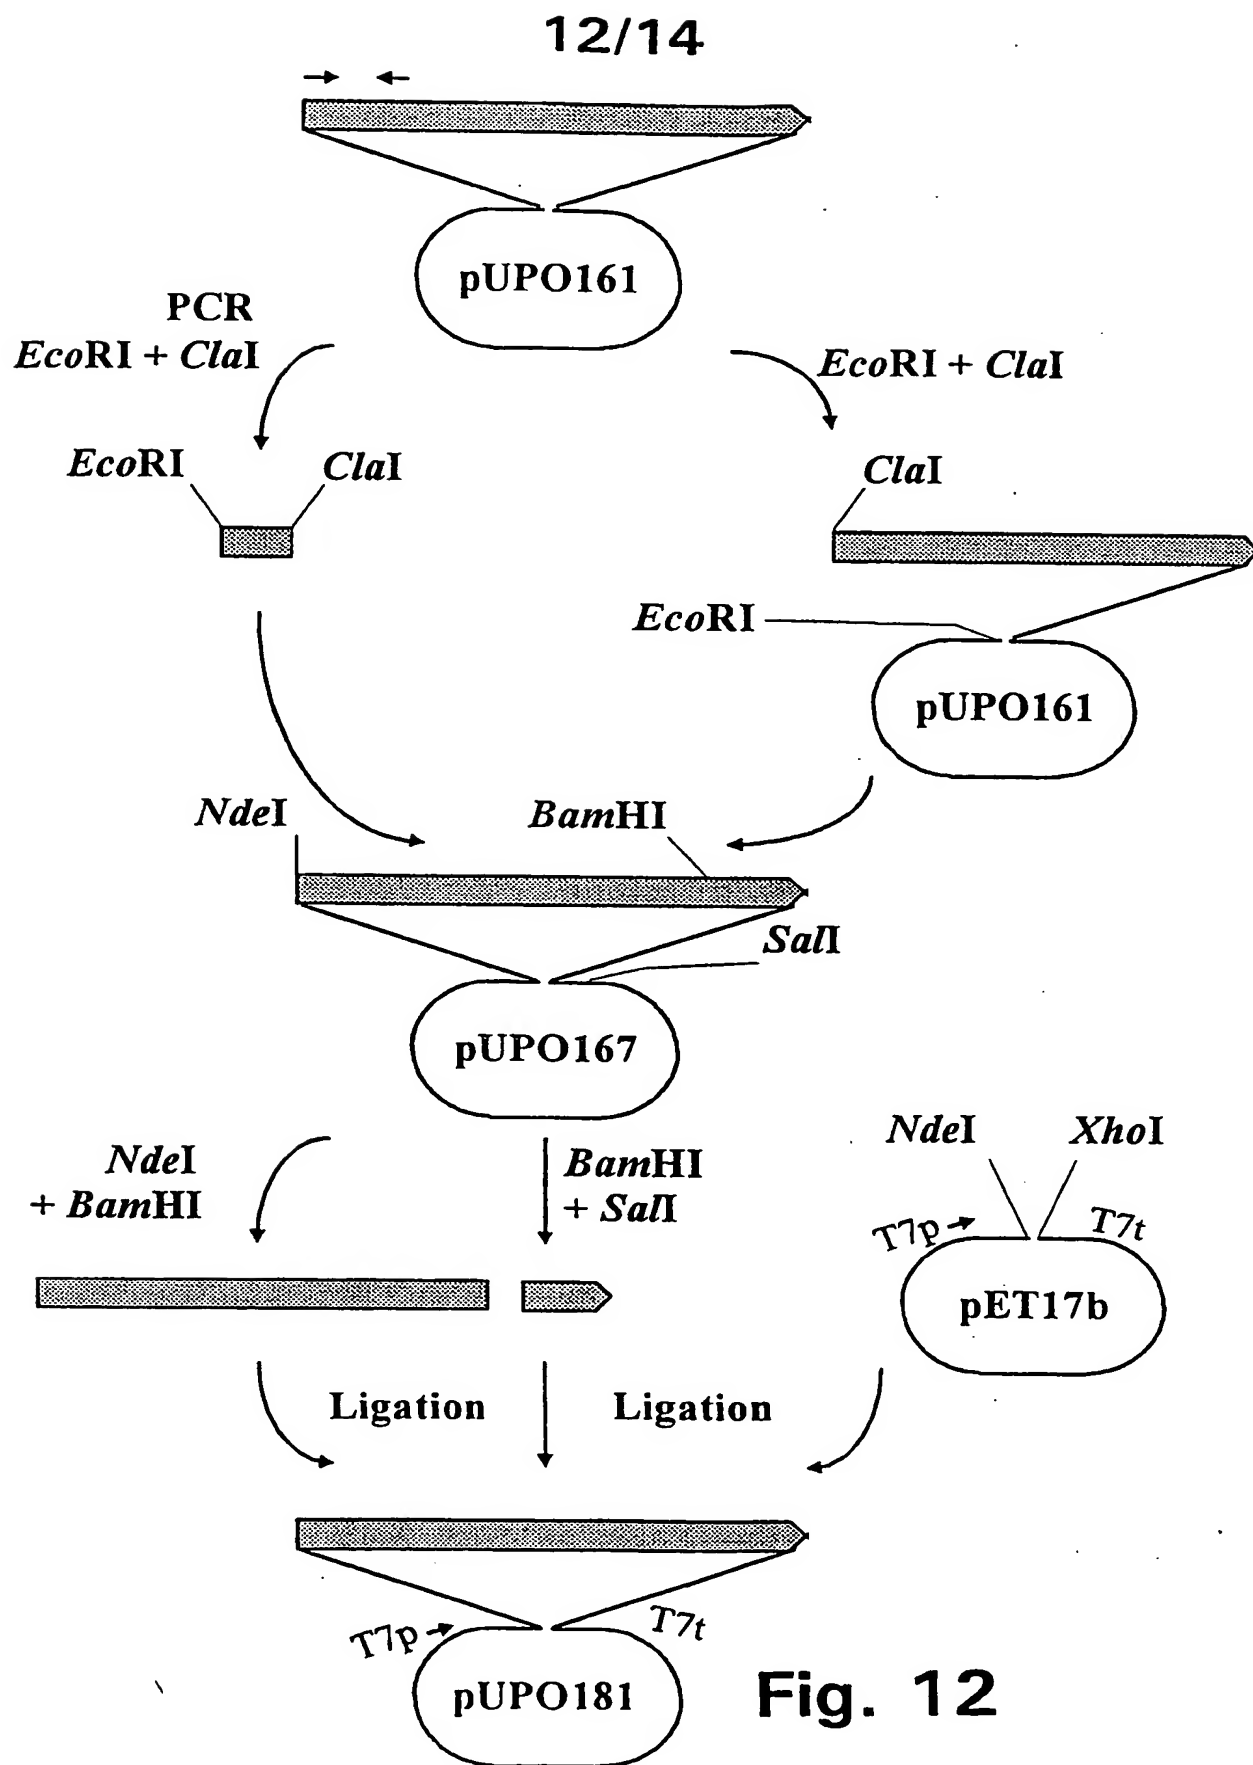 12/14
pUPO161
PCR
EcoRI + ClaI
EcoRI + ClaI
EcoRI
ClaI
ClaI
EcoRI
pUPO161
NdeI
BamHI
SalI
pUPO167
NdeI
+ BamHI
BamHI
+ SalI
NdeI
XhoI
T7p
T7t
pET17b
Ligation
Ligation
T7p
T7t
pUPO181
Fig. 12